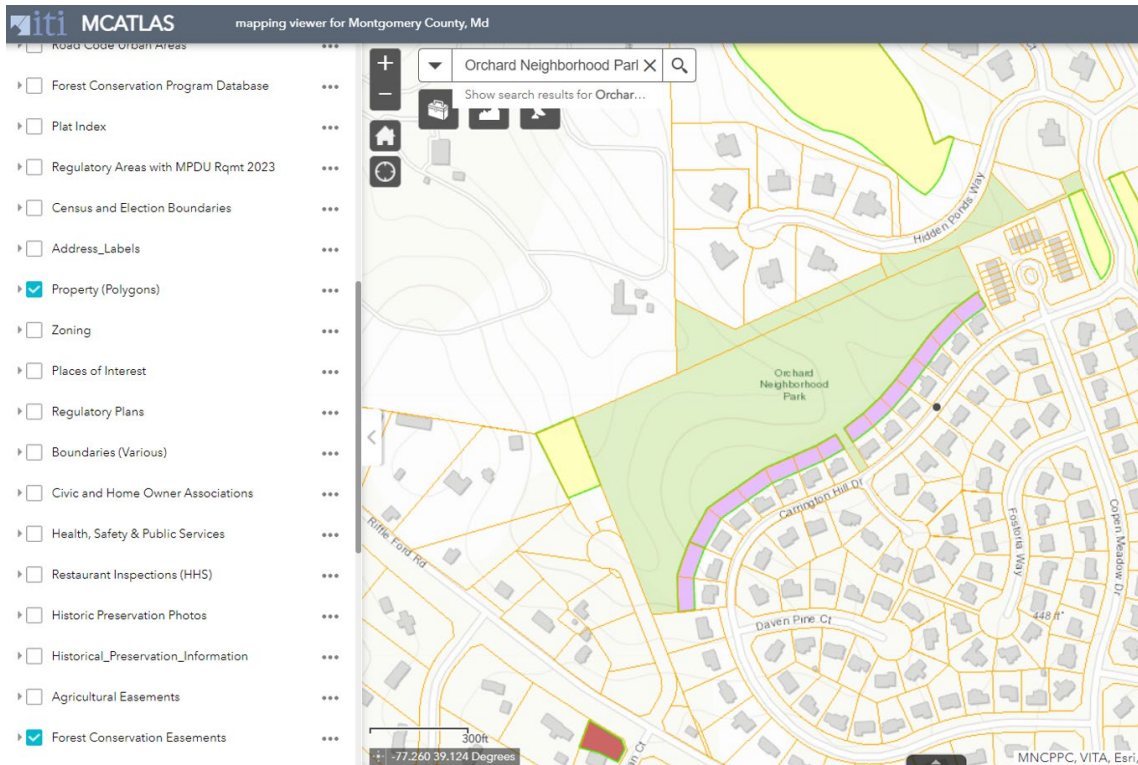 iti MCATLAS mapping viewer for Montgomery County, Md
Road Code Urban Areas
Forest Conservation Program Database
Plat Index
Regulatory Areas with MPDU Rqmt 2023
Census and Election Boundaries
Address_Labels
Property (Polygons)
Zoning
Places of Interest
Regulatory Plans
Boundaries (Various)
Civic and Home Owner Associations
Health, Safety & Public Services
Restaurant Inspections (HHS)
Historic Preservation Photos
Historical_Preservation_Information
Agricultural Easements
Forest Conservation Easements
Orchard Neighborhood Parl
Show search results for Orchar...
Hidden Ponds Way
Orchard
Neighborhood
Park
Carrington Hill Dr
Riffle Ford Rd
Fostoria Way
Copen Meadow Dr
Daven Pine Ct
448 ft
300ft
-77.260 39.124 Degrees
MNCPPC, VITA, Esri,